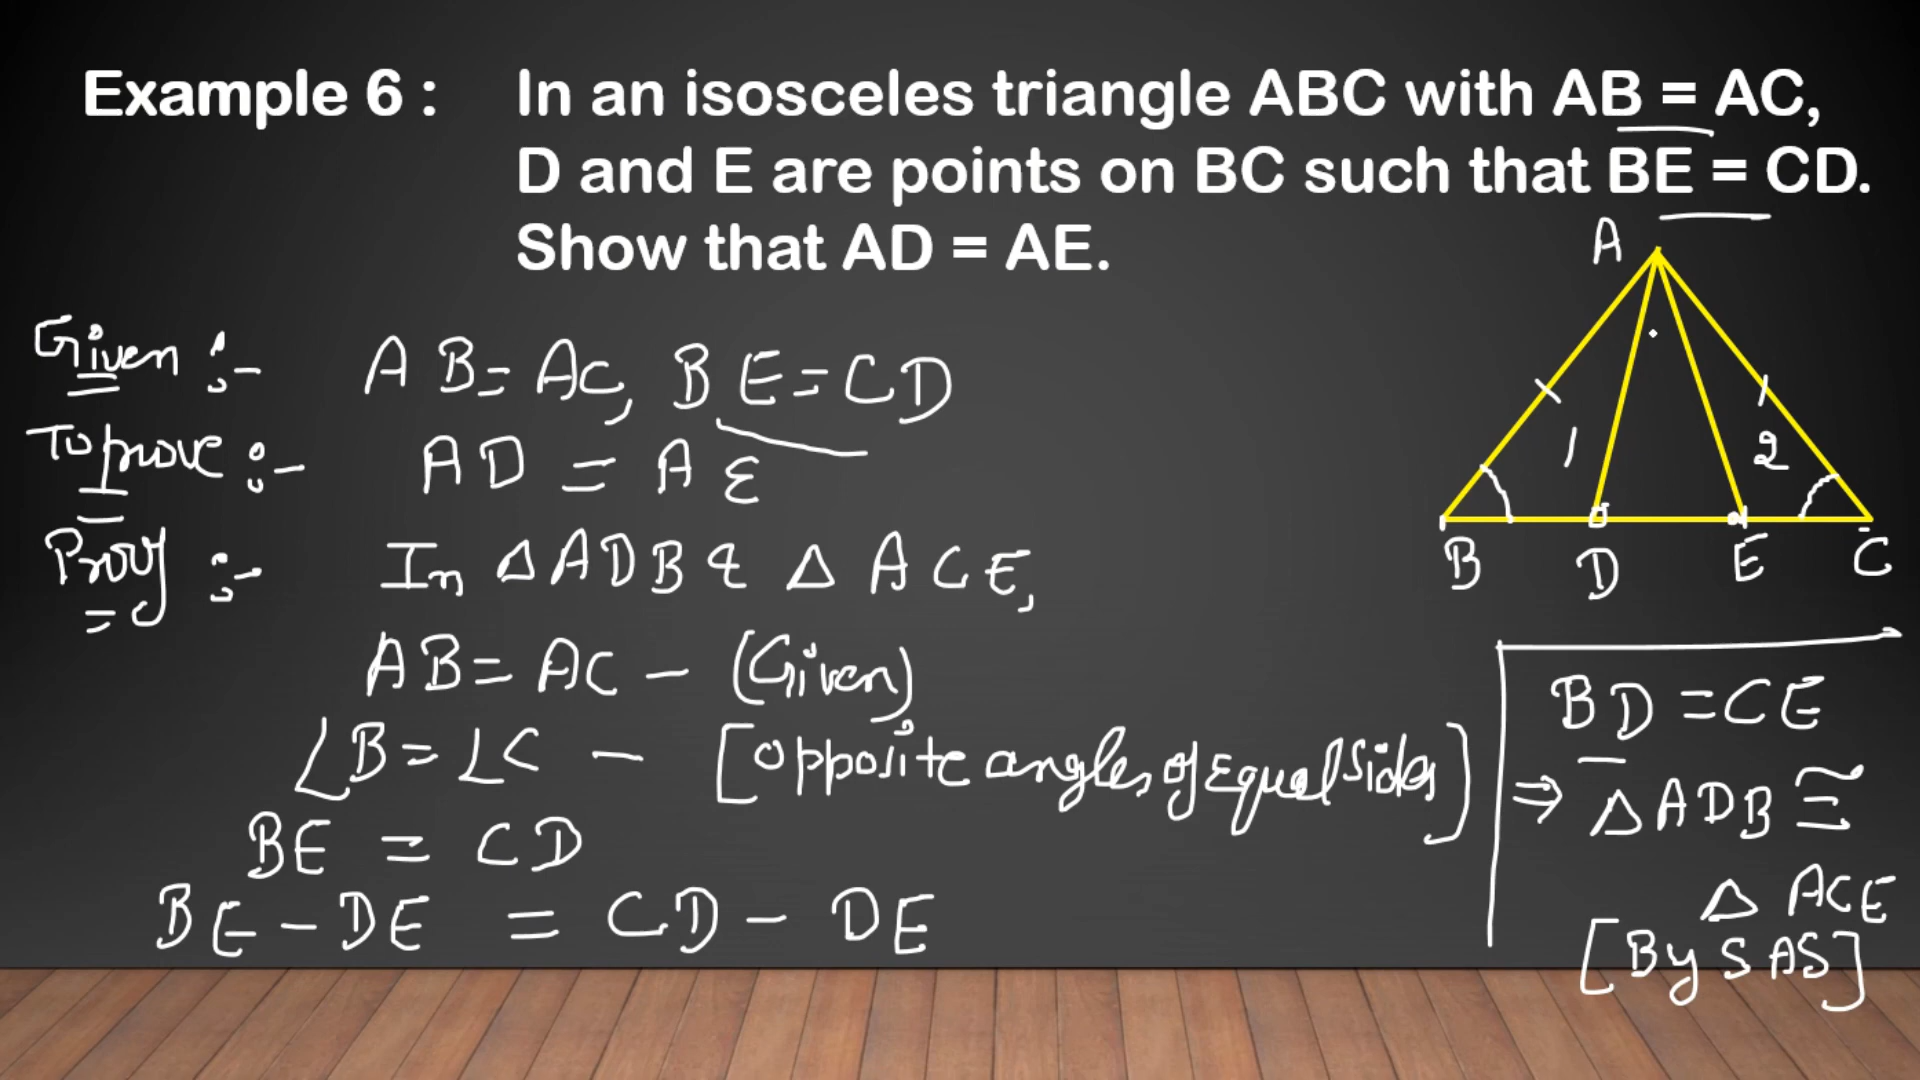 Example 6 : In an isosceles triangle ABC with AB = AC,
D and E are points on BC such that BE = CD.
Show that AD = AE.
Given :- AB = AC, BE = CD
To prove :- AD = AE
Proof :- In △ADB & △ACE,
AB = AC - (Given)
∠B = ∠C - [opposite angles of Equal Sides]
BE = CD
BE - DE = CD - DE
A
1 2
B D E C
BD = CE
⇒ △ADB ≅
△ ACE
[By SAS]